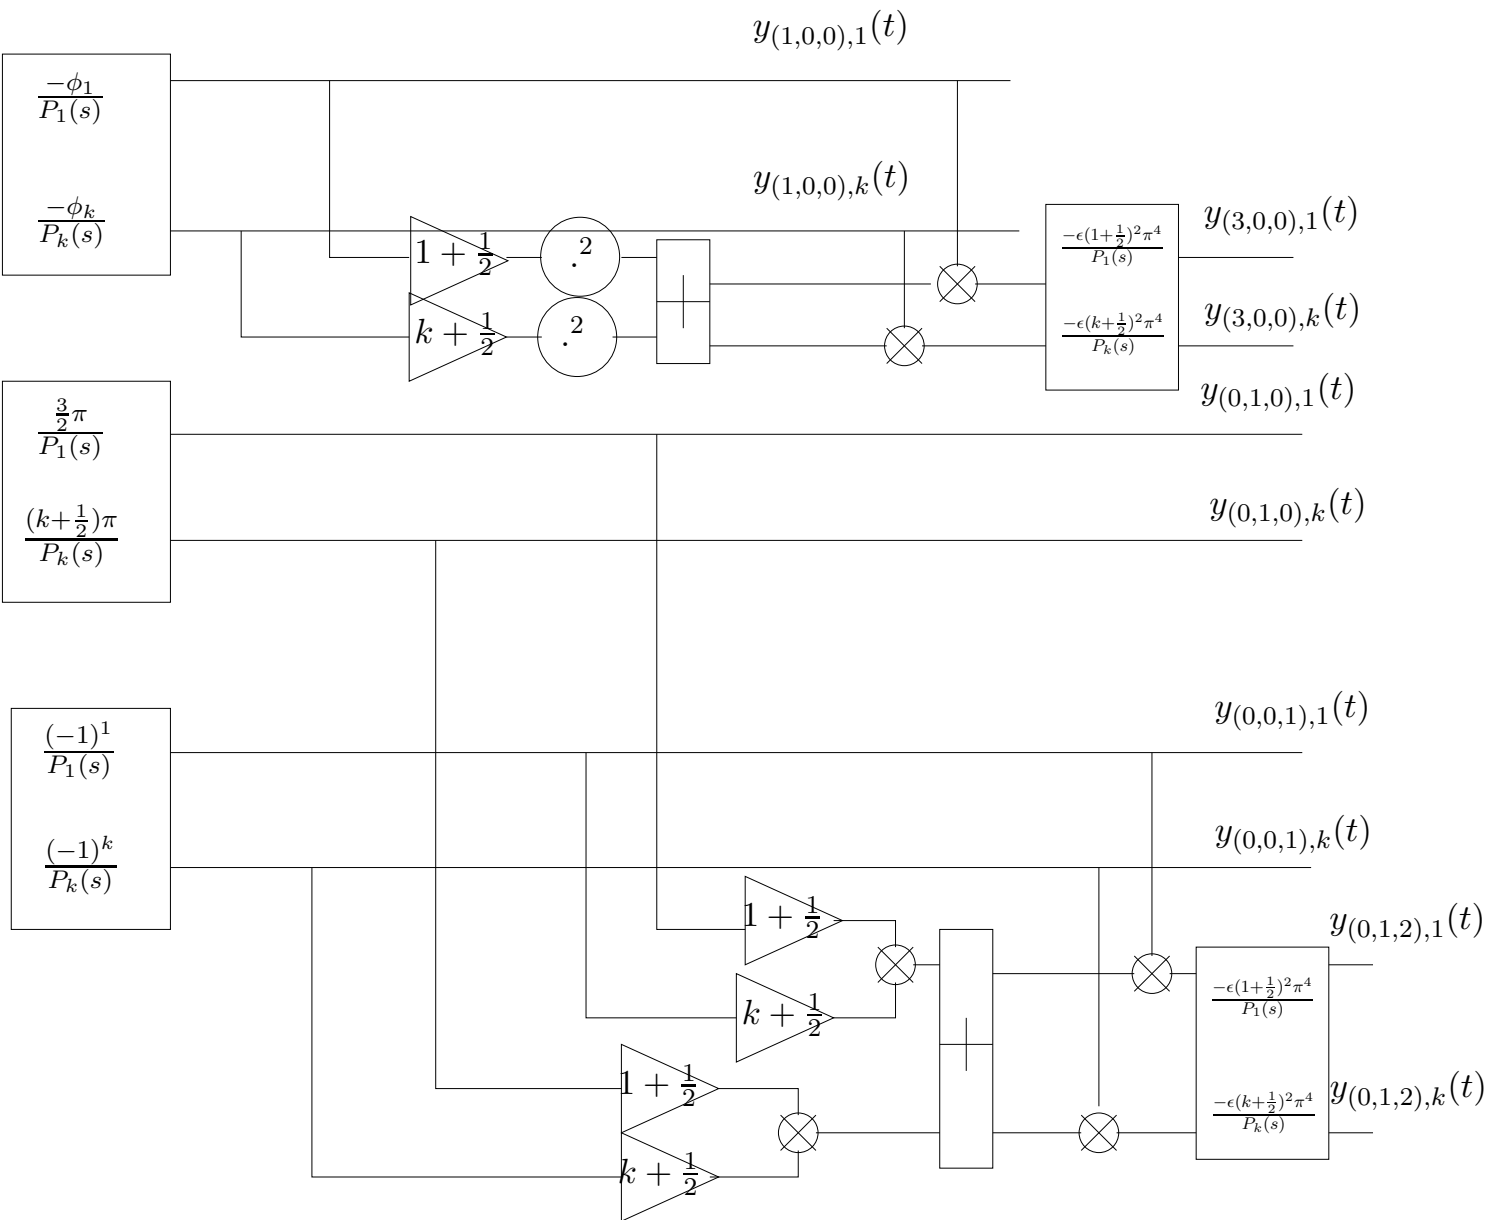 y_{(1,0,0),1}(t)
\frac{-\phi_1}{P_1(s)}
y_{(1,0,0),k}(t)
\frac{-\phi_k}{P_k(s)}
y_{(3,0,0),1}(t)
1 + \frac{1}{2}
.^2
\frac{-\epsilon(1+\frac{1}{2})^2\pi^4}{P_1(s)}
y_{(3,0,0),k}(t)
k + \frac{1}{2}
.^2
\frac{-\epsilon(k+\frac{1}{2})^2\pi^4}{P_k(s)}
y_{(0,1,0),1}(t)
\frac{\frac{3}{2}\pi}{P_1(s)}
y_{(0,1,0),k}(t)
\frac{(k+\frac{1}{2})\pi}{P_k(s)}
y_{(0,0,1),1}(t)
\frac{(-1)^1}{P_1(s)}
y_{(0,0,1),k}(t)
\frac{(-1)^k}{P_k(s)}
1 + \frac{1}{2}
y_{(0,1,2),1}(t)
k + \frac{1}{2}
\frac{-\epsilon(1+\frac{1}{2})^2\pi^4}{P_1(s)}
1 + \frac{1}{2}
y_{(0,1,2),k}(t)
\frac{-\epsilon(k+\frac{1}{2})^2\pi^4}{P_k(s)}
k + \frac{1}{2}